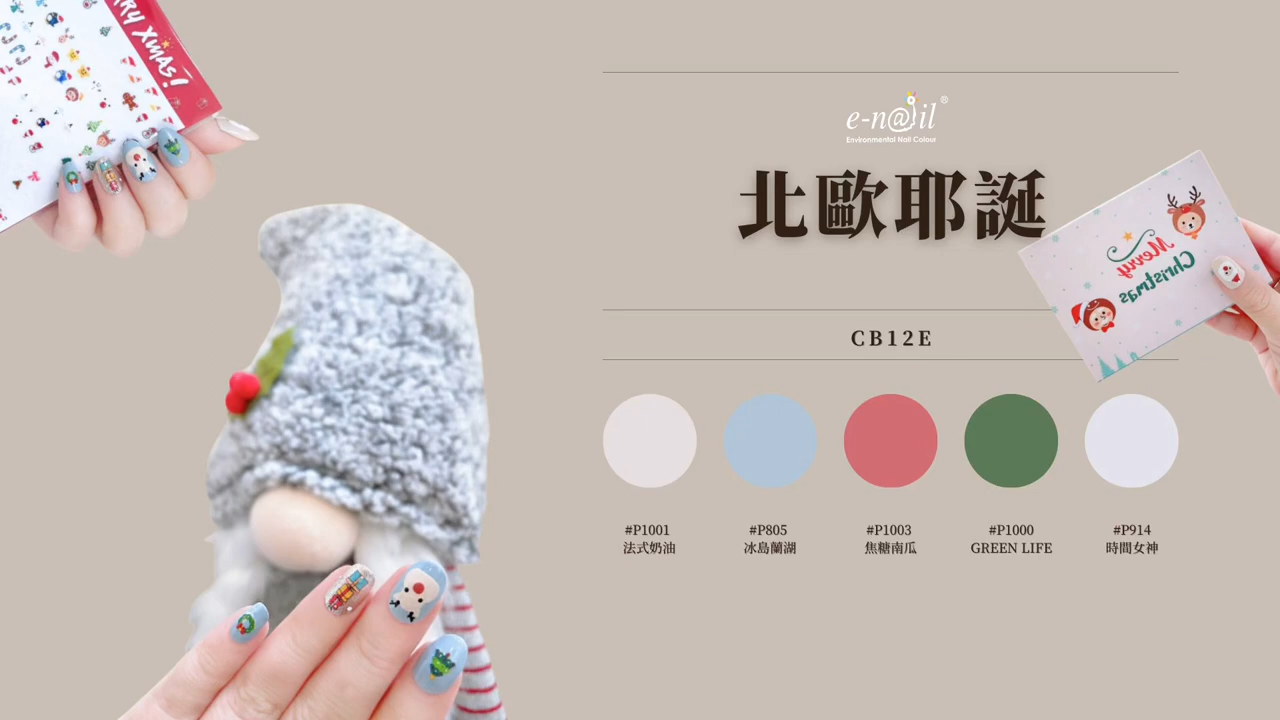 RRY XMAS!
e-n@il®
Environmental Nail Colour
北歐耶誕
Merry
Christmas
CB12E
#P1001
法式奶油
#P805
冰島蘭湖
#P1003
焦糖南瓜
#P1000
GREEN LIFE
#P914
時間女神